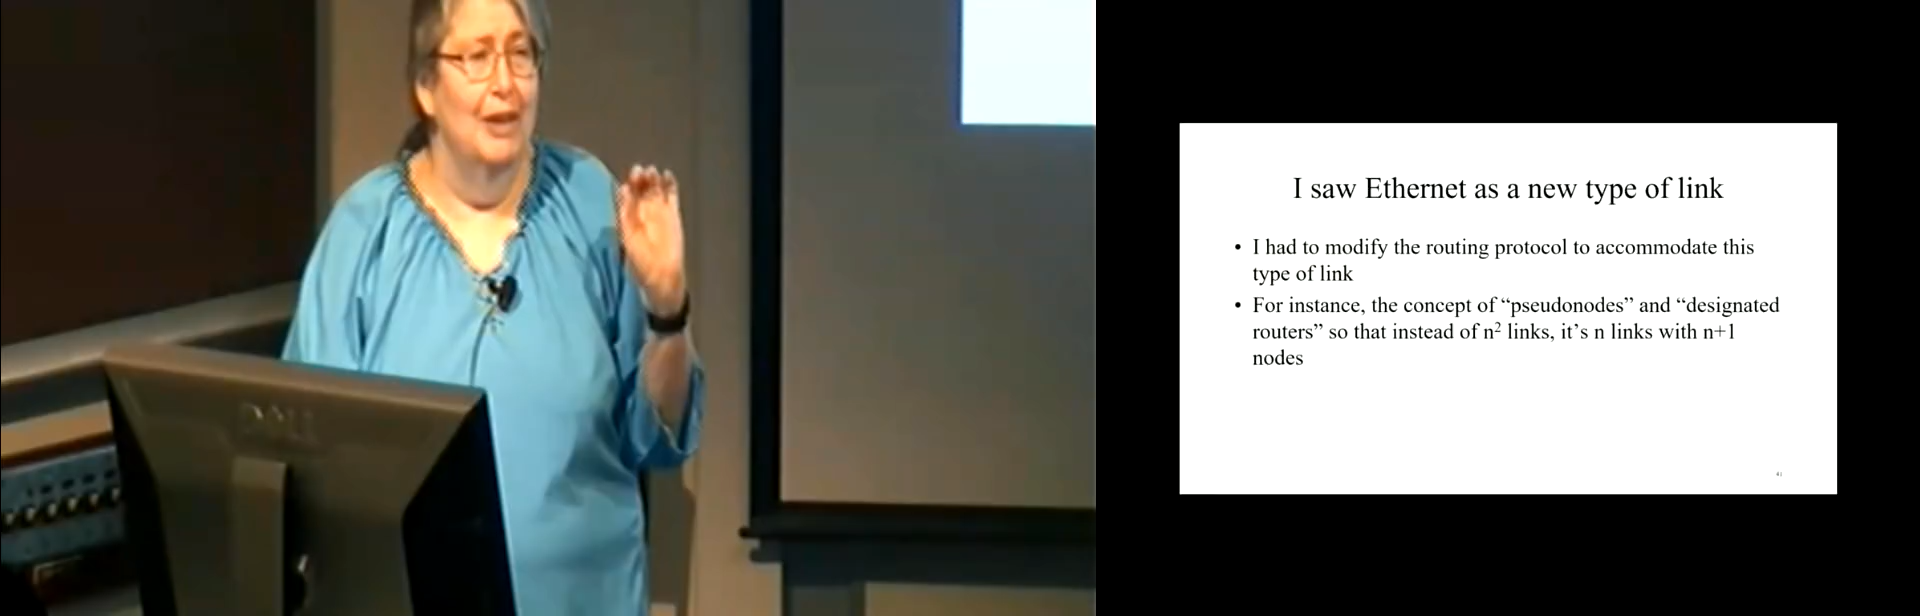 DELL
I saw Ethernet as a new type of link
• I had to modify the routing protocol to accommodate this
type of link
• For instance, the concept of “pseudonodes” and “designated
routers” so that instead of n² links, it’s n links with n+1
nodes
41